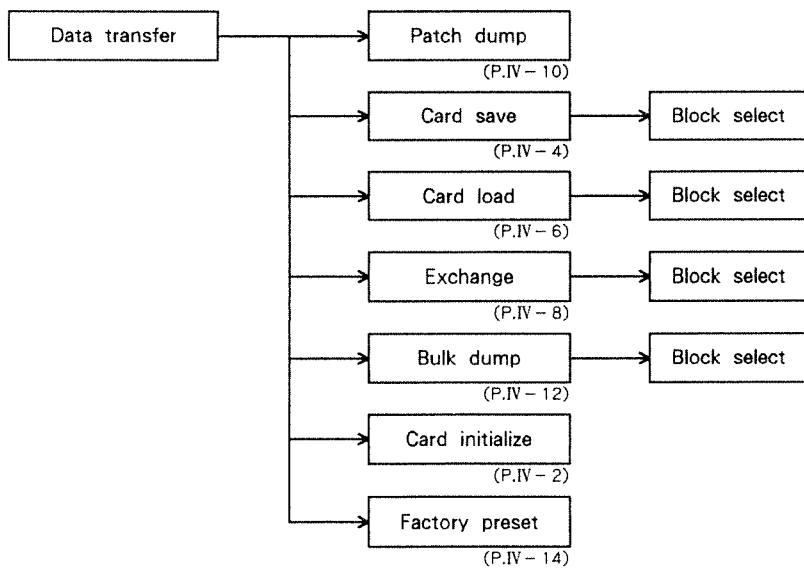 Data transfer
Patch dump
(P.Ⅳ-10)
Card save
Block select
(P.Ⅳ-4)
Card load
Block select
(P.Ⅳ-6)
Exchange
Block select
(P.Ⅳ-8)
Bulk dump
Block select
(P.Ⅳ-12)
Card initialize
(P.Ⅳ-2)
Factory preset
(P.Ⅳ-14)